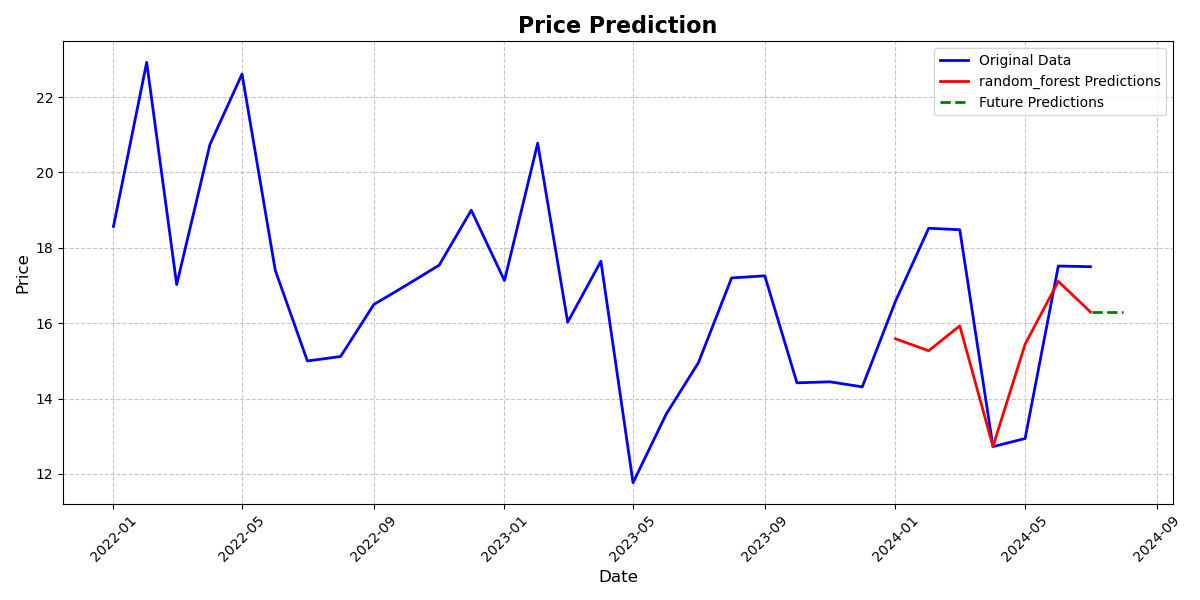 Price Prediction
Original Data
random_forest Predictions
Future Predictions
Price
22
20
18
16
14
12
2022-01
2022-05
2022-09
2023-01
2023-05
2023-09
2024-01
2024-05
2024-09
Date